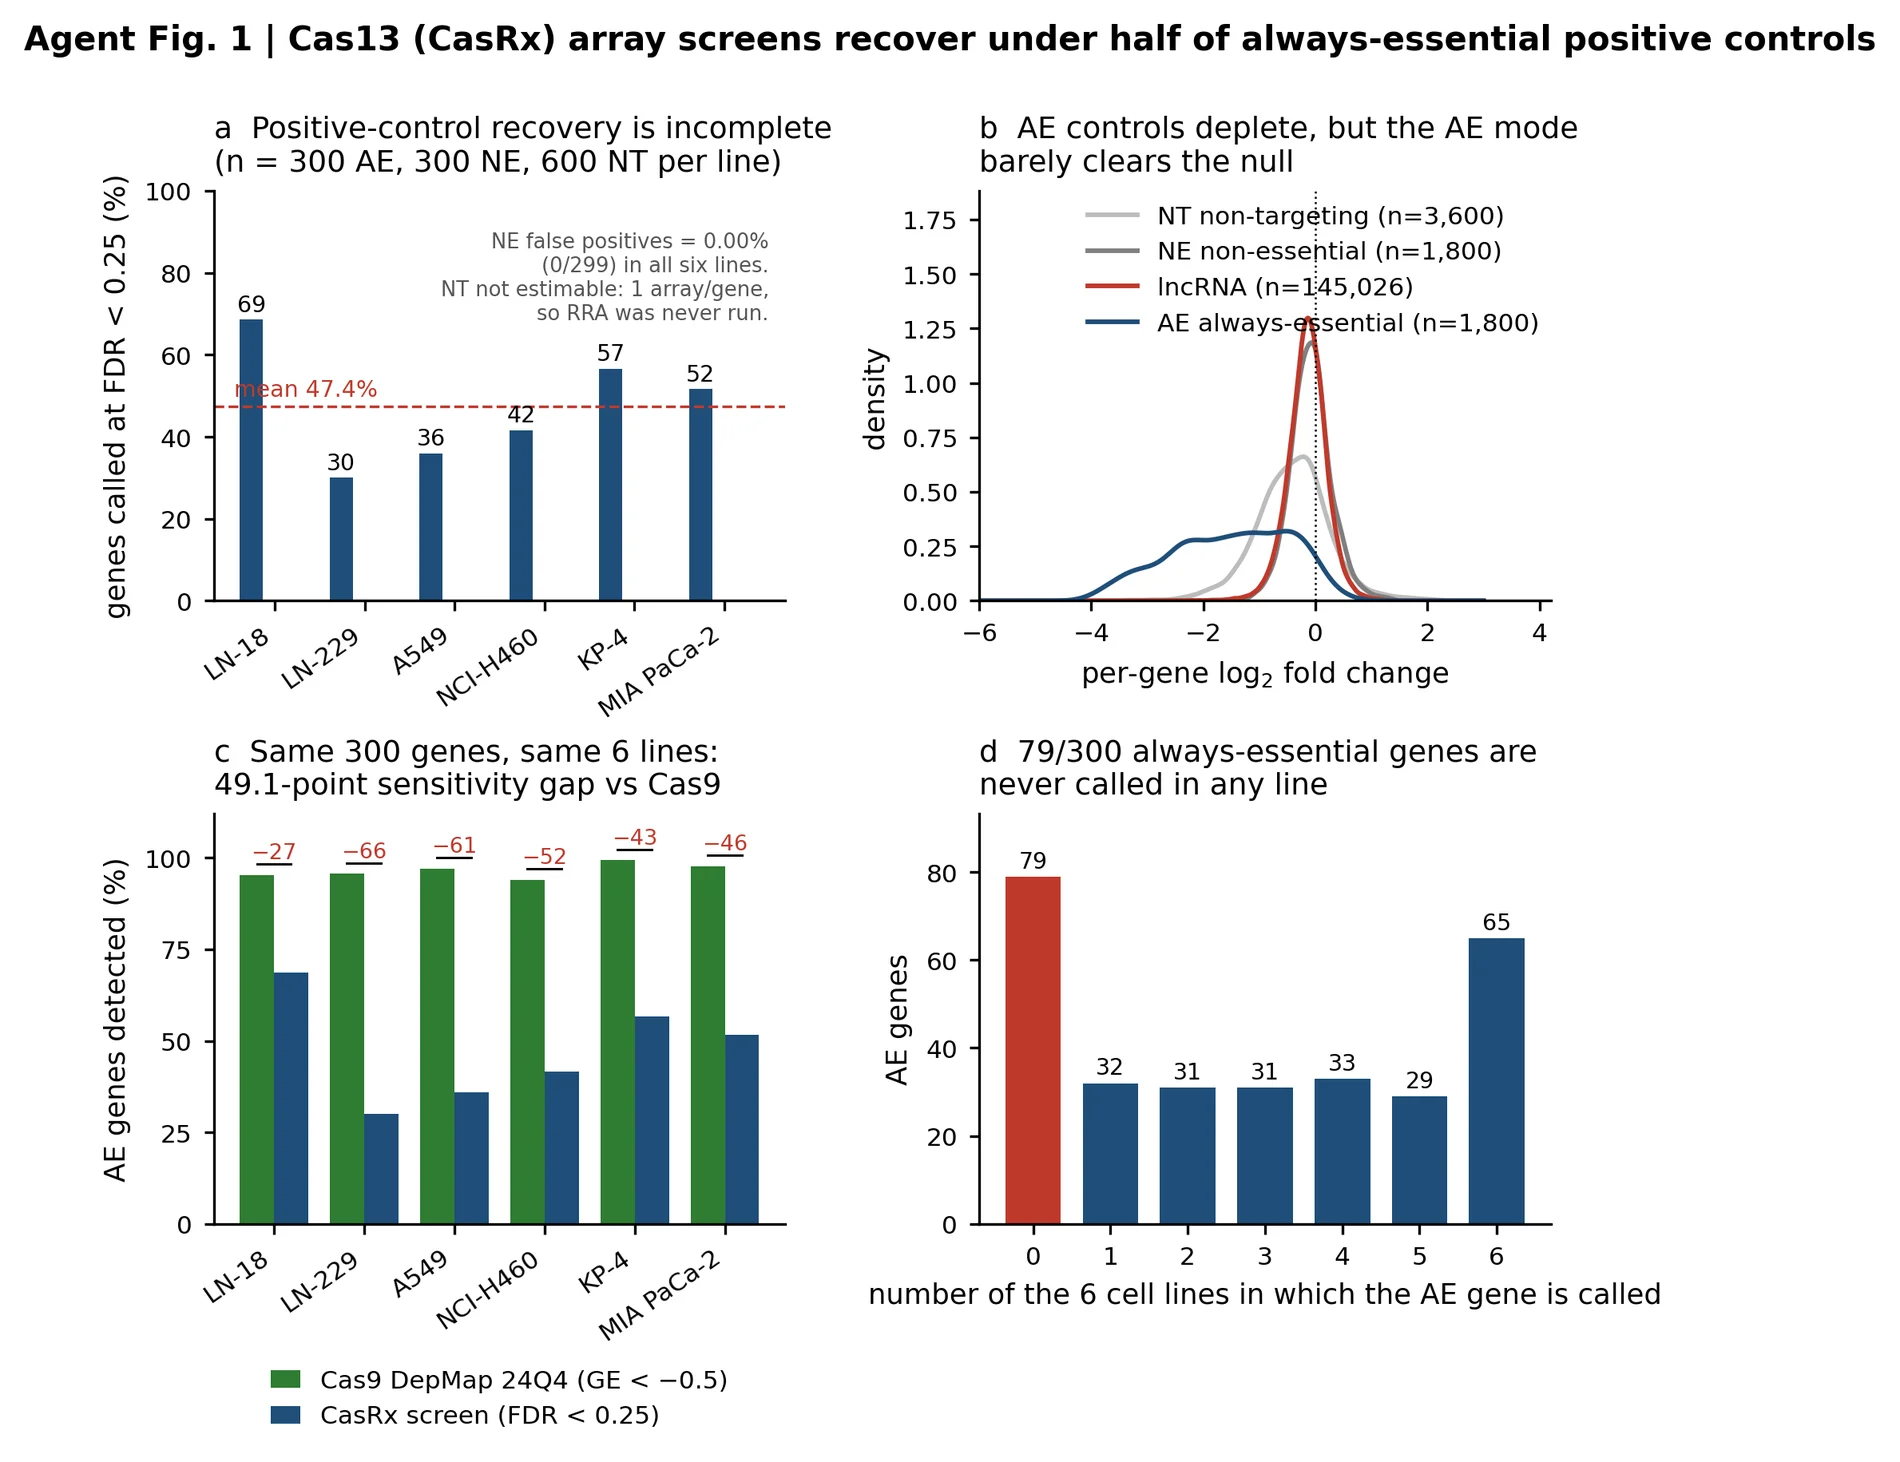 Agent Fig. 1 | Cas13 (CasRx) array screens recover under half of always-essential positive controls
a Positive-control recovery is incomplete
(n = 300 AE, 300 NE, 600 NT per line)
genes called at FDR < 0.25 (%)
100
80
60
40
20
0
NE false positives = 0.00%
(0/299) in all six lines.
NT not estimable: 1 array/gene,
so RRA was never run.
mean 47.4%
69
30
36
42
57
52
LN-18
LN-229
A549
NCI-H460
KP-4
MIA PaCa-2
b AE controls deplete, but the AE mode
barely clears the null
density
1.75
1.50
1.25
1.00
0.75
0.50
0.25
0.00
NT non-targeting (n=3,600)
NE non-essential (n=1,800)
lncRNA (n=145,026)
AE always-essential (n=1,800)
−6
−4
−2
0
2
4
per-gene log₂ fold change
c Same 300 genes, same 6 lines:
49.1-point sensitivity gap vs Cas9
AE genes detected (%)
100
75
50
25
0
−27
−66
−61
−52
−43
−46
LN-18
LN-229
A549
NCI-H460
KP-4
MIA PaCa-2
Cas9 DepMap 24Q4 (GE < −0.5)
CasRx screen (FDR < 0.25)
d 79/300 always-essential genes are
never called in any line
AE genes
80
60
40
20
0
79
32
31
31
33
29
65
0
1
2
3
4
5
6
number of the 6 cell lines in which the AE gene is called